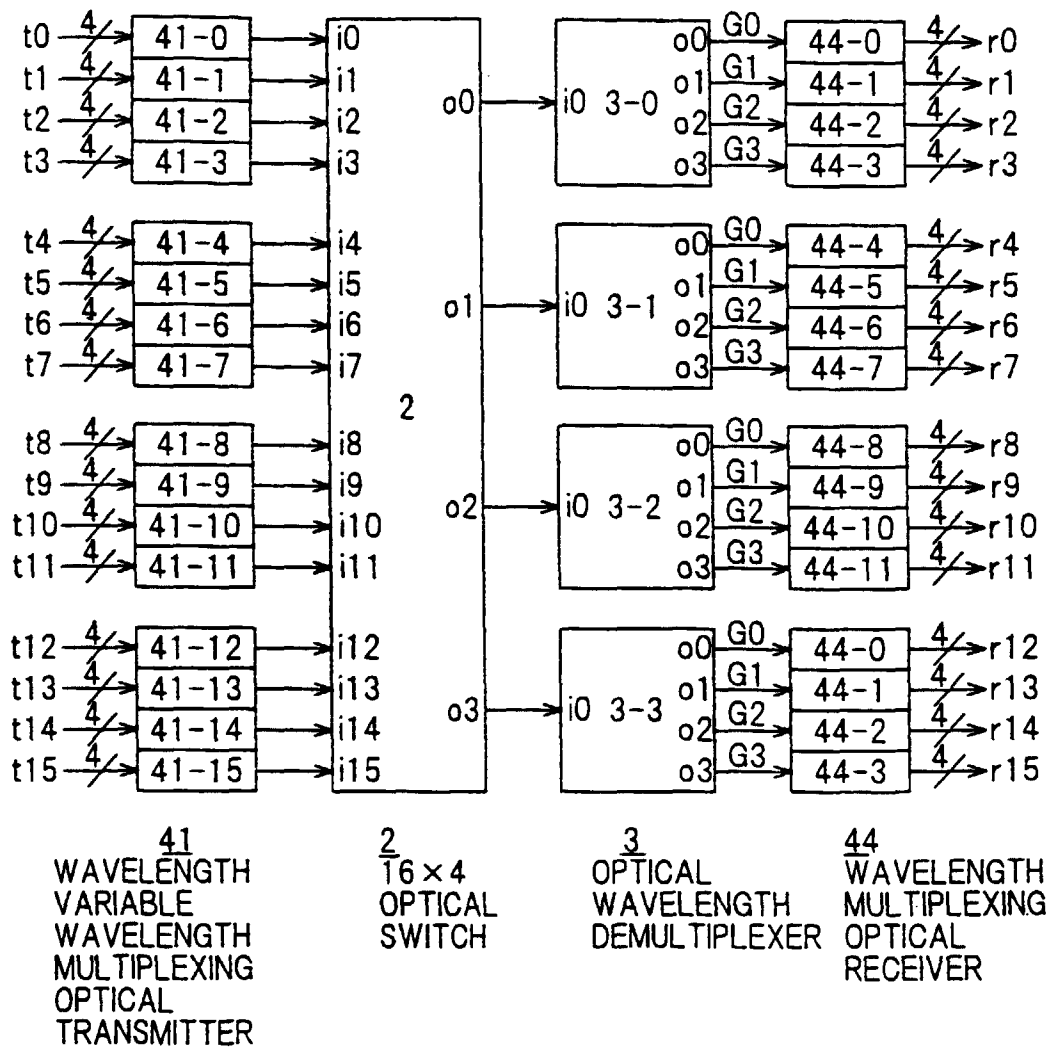 t0 4 41-0 i0 o0 G0 44-0 4 r0
t1 4 41-1 i1 o1 G1 44-1 4 r1
o0 i0 3-0
t2 4 41-2 i2 o2 G2 44-2 4 r2
t3 4 41-3 i3 o3 G3 44-3 4 r3
t4 4 41-4 i4 o0 G0 44-4 4 r4
t5 4 41-5 i5 o1 G1 44-5 4 r5
o1 i0 3-1
t6 4 41-6 i6 o2 G2 44-6 4 r6
t7 4 41-7 i7 o3 G3 44-7 4 r7
2
t8 4 41-8 i8 o0 G0 44-8 4 r8
t9 4 41-9 i9 o1 G1 44-9 4 r9
o2 i0 3-2
t10 4 41-10 i10 o2 G2 44-10 4 r10
t11 4 41-11 i11 o3 G3 44-11 4 r11
t12 4 41-12 i12 o0 G0 44-0 4 r12
t13 4 41-13 i13 o1 G1 44-1 4 r13
o3 i0 3-3
t14 4 41-14 i14 o2 G2 44-2 4 r14
t15 4 41-15 i15 o3 G3 44-3 4 r15
41
WAVELENGTH
VARIABLE
WAVELENGTH
MULTIPLEXING
OPTICAL
TRANSMITTER
2
16×4
OPTICAL
SWITCH
3
OPTICAL
WAVELENGTH
DEMULTIPLEXER
44
WAVELENGTH
MULTIPLEXING
OPTICAL
RECEIVER